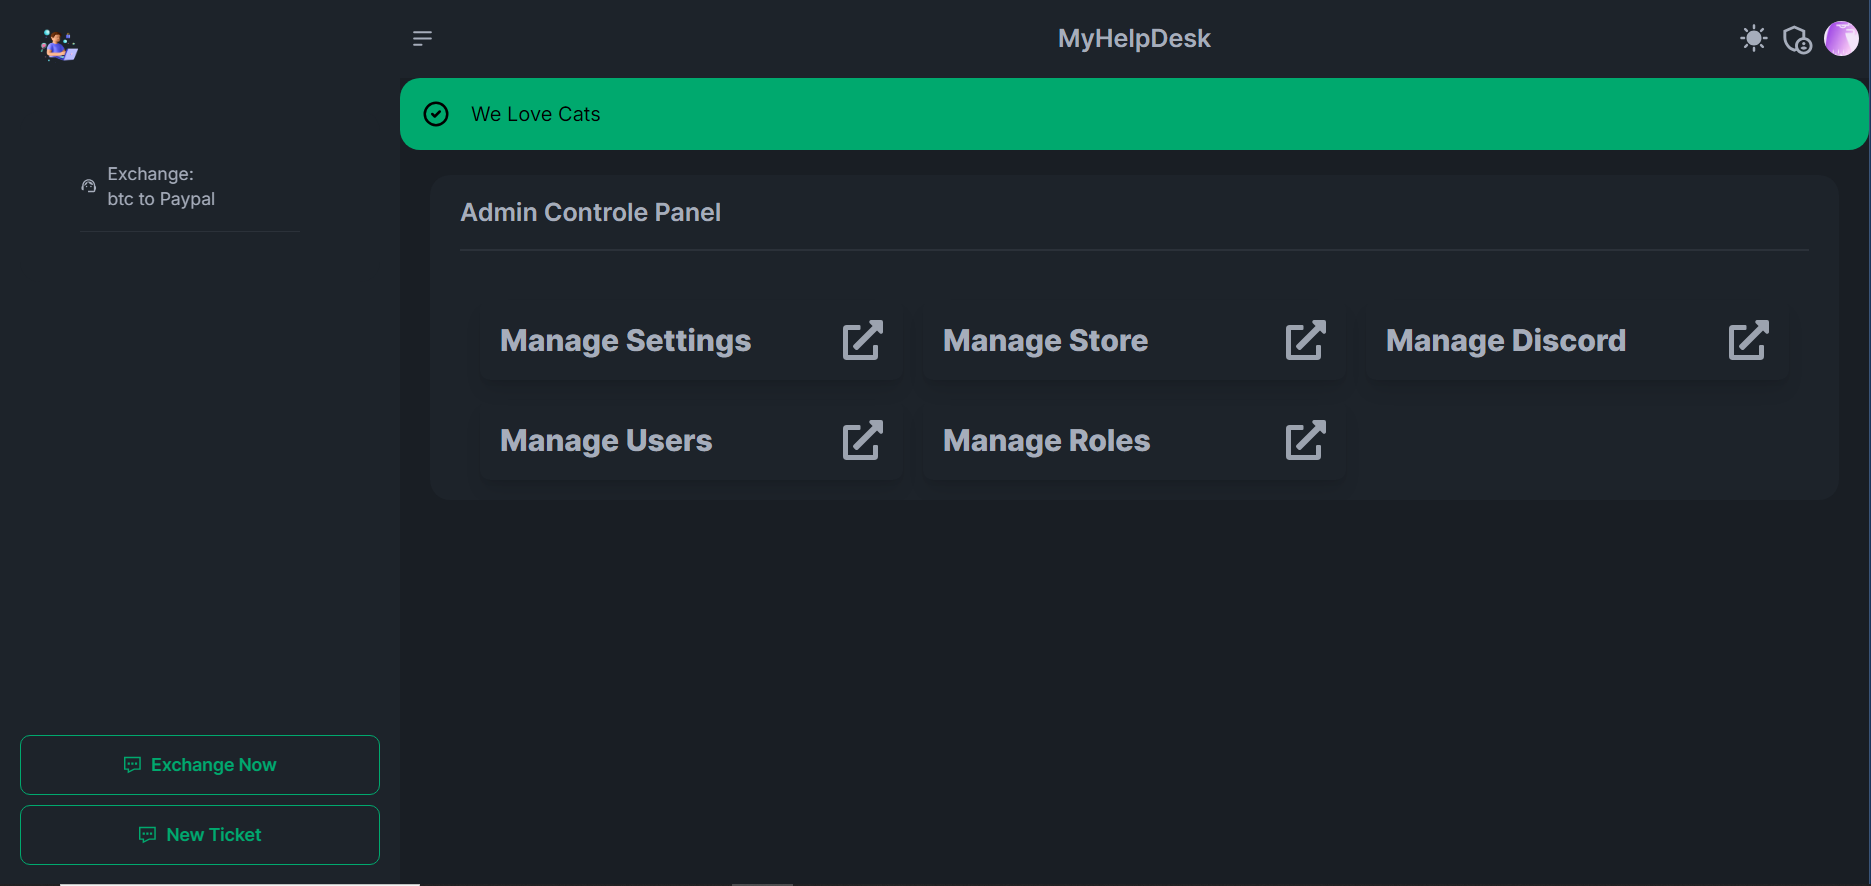 MyHelpDesk
We Love Cats
Exchange:
btc to Paypal
Admin Controle Panel
Manage Settings
Manage Store
Manage Discord
Manage Users
Manage Roles
Exchange Now
New Ticket